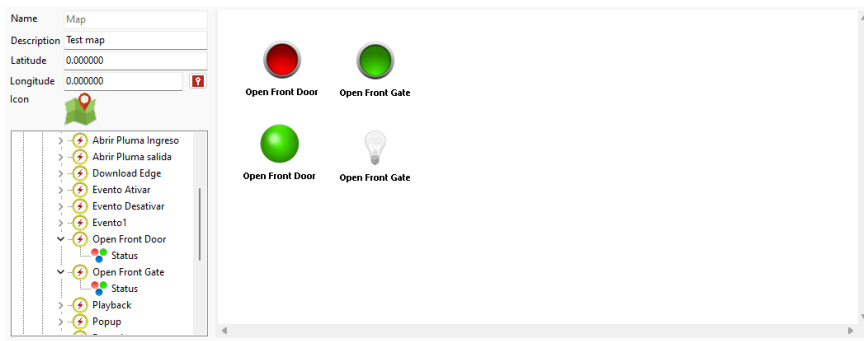 Name Map
Description Test map
Latitude 0.000000
Longitude 0.000000
Icon
Abrir Pluma Ingreso
Abrir Pluma salida
Download Edge
Evento Ativar
Evento Desativar
Evento1
Open Front Door
Status
Open Front Gate
Status
Playback
Popup
Open Front Door Open Front Gate
Open Front Door Open Front Gate